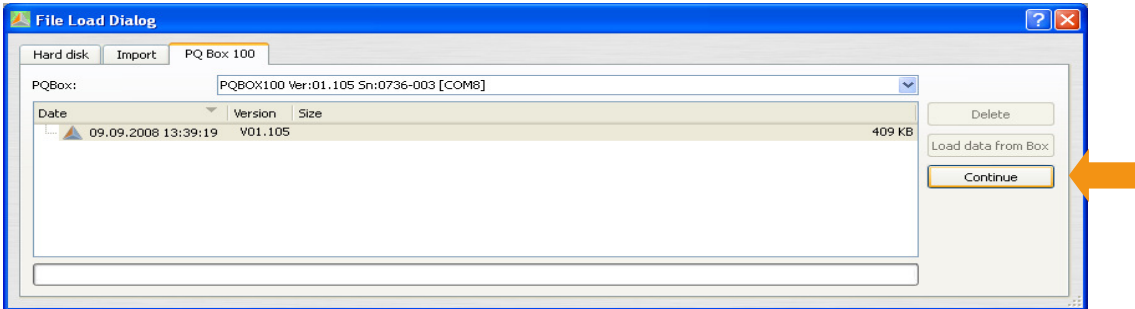 File Load Dialog
Hard disk Import PQ Box 100
PQBox: PQBOX100 Ver:01.105 Sn:0736-003 [COM8]
Date Version Size
09.09.2008 13:39:19 V01.105 409 KB
Delete
Load data from Box
Continue